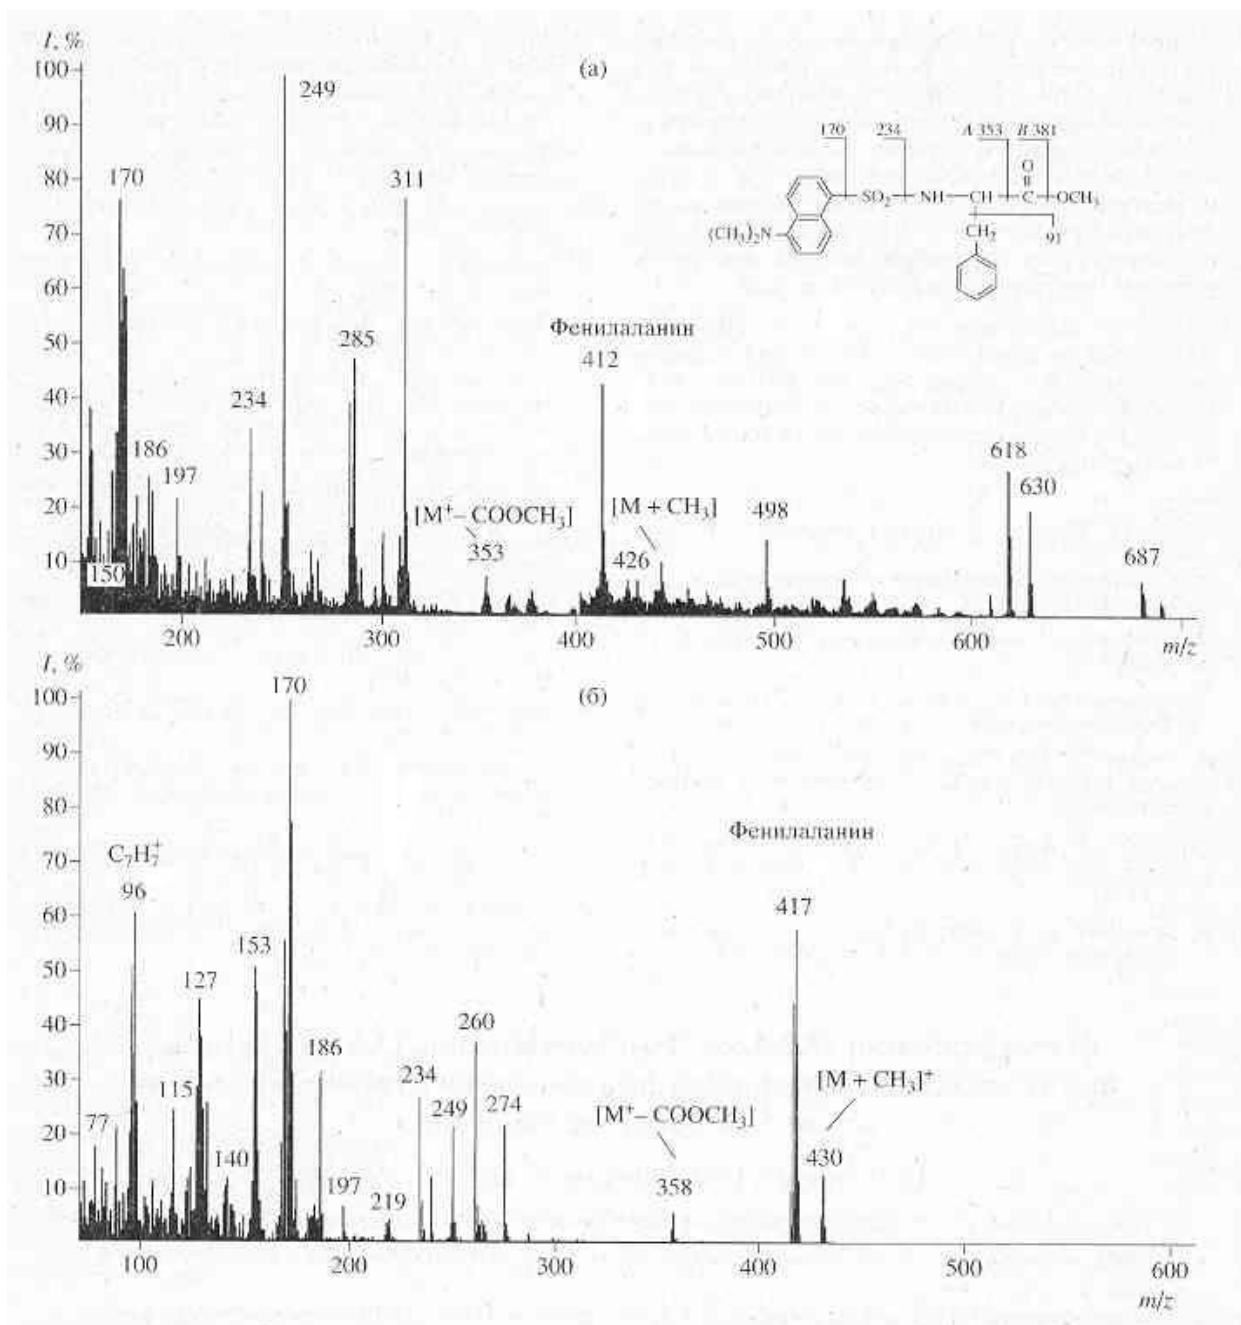 I, %
(а)
100
249
90
170 234 A 353 B 381
80
170
311
O
70
SO₂ NH CH C OCH₃
(CH₃)₂N
CH₂ 91
60
50
Фенилаланин
285
412
40
234
30
186
618
197
630
20
[M⁺– COOCH₃]
[M + CH₃]
498
353
426
687
10
150
200 300 400 500 600
m/z
I, %
(б)
100
170
90
80
Фенилаланин
70
C₇H₇⁺
96
60
417
153
50
127
40
260
186
30
115
234
249
274
[M⁺– COOCH₃]
[M + CH₃]⁺
77
20
140
430
197
219
358
10
100 200 300 400 500 600
m/z